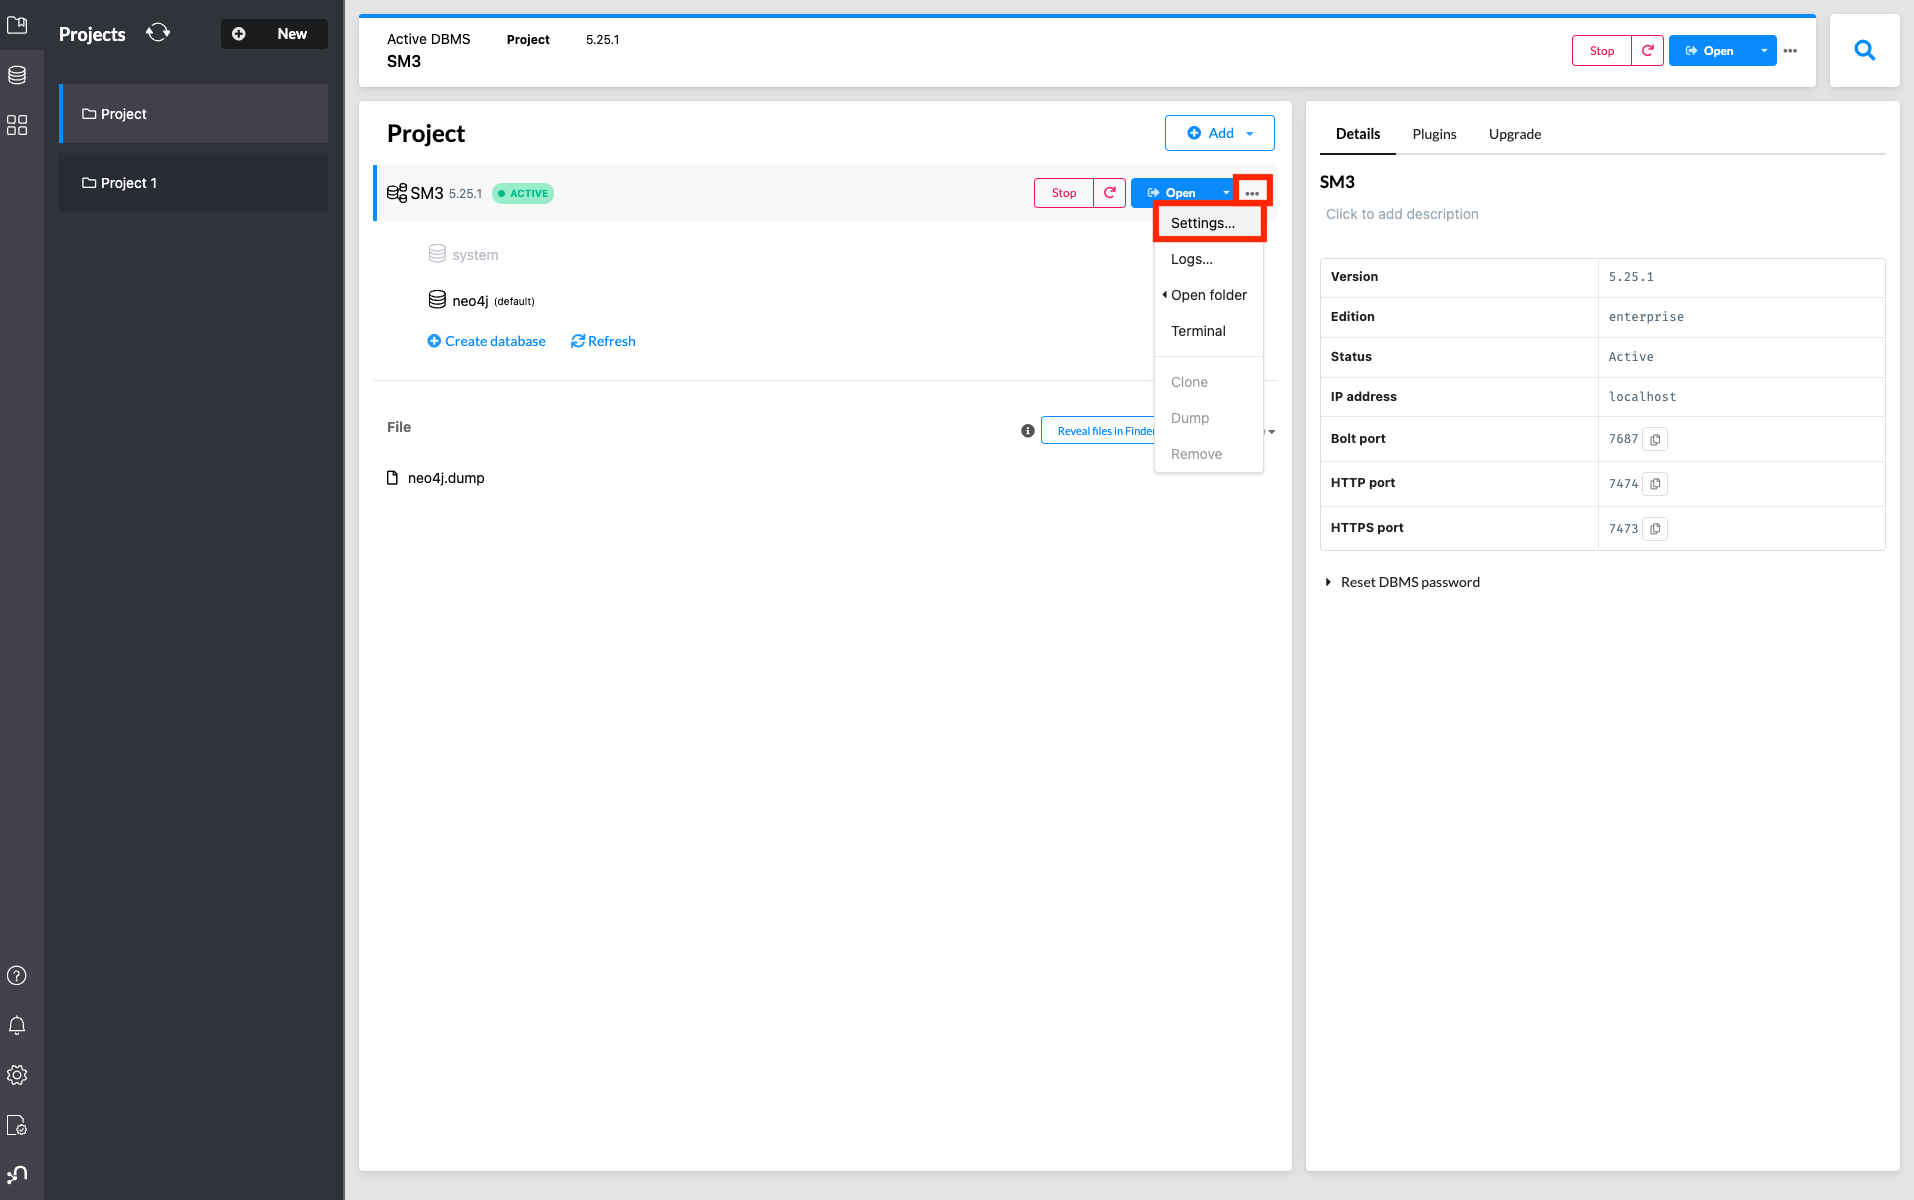 Projects
New
Project
Project 1
Active DBMS Project 5.25.1
SM3
Stop Open
Project
Add
SM3 5.25.1 ACTIVE
Stop Open
system
neo4j (default)
Create database Refresh
Settings...
Logs...
Open folder
Terminal
Clone
Dump
Remove
File
Reveal files in Finder
neo4j.dump
Details Plugins Upgrade
SM3
Click to add description
Version 5.25.1
Edition enterprise
Status Active
IP address localhost
Bolt port 7687
HTTP port 7474
HTTPS port 7473
Reset DBMS password